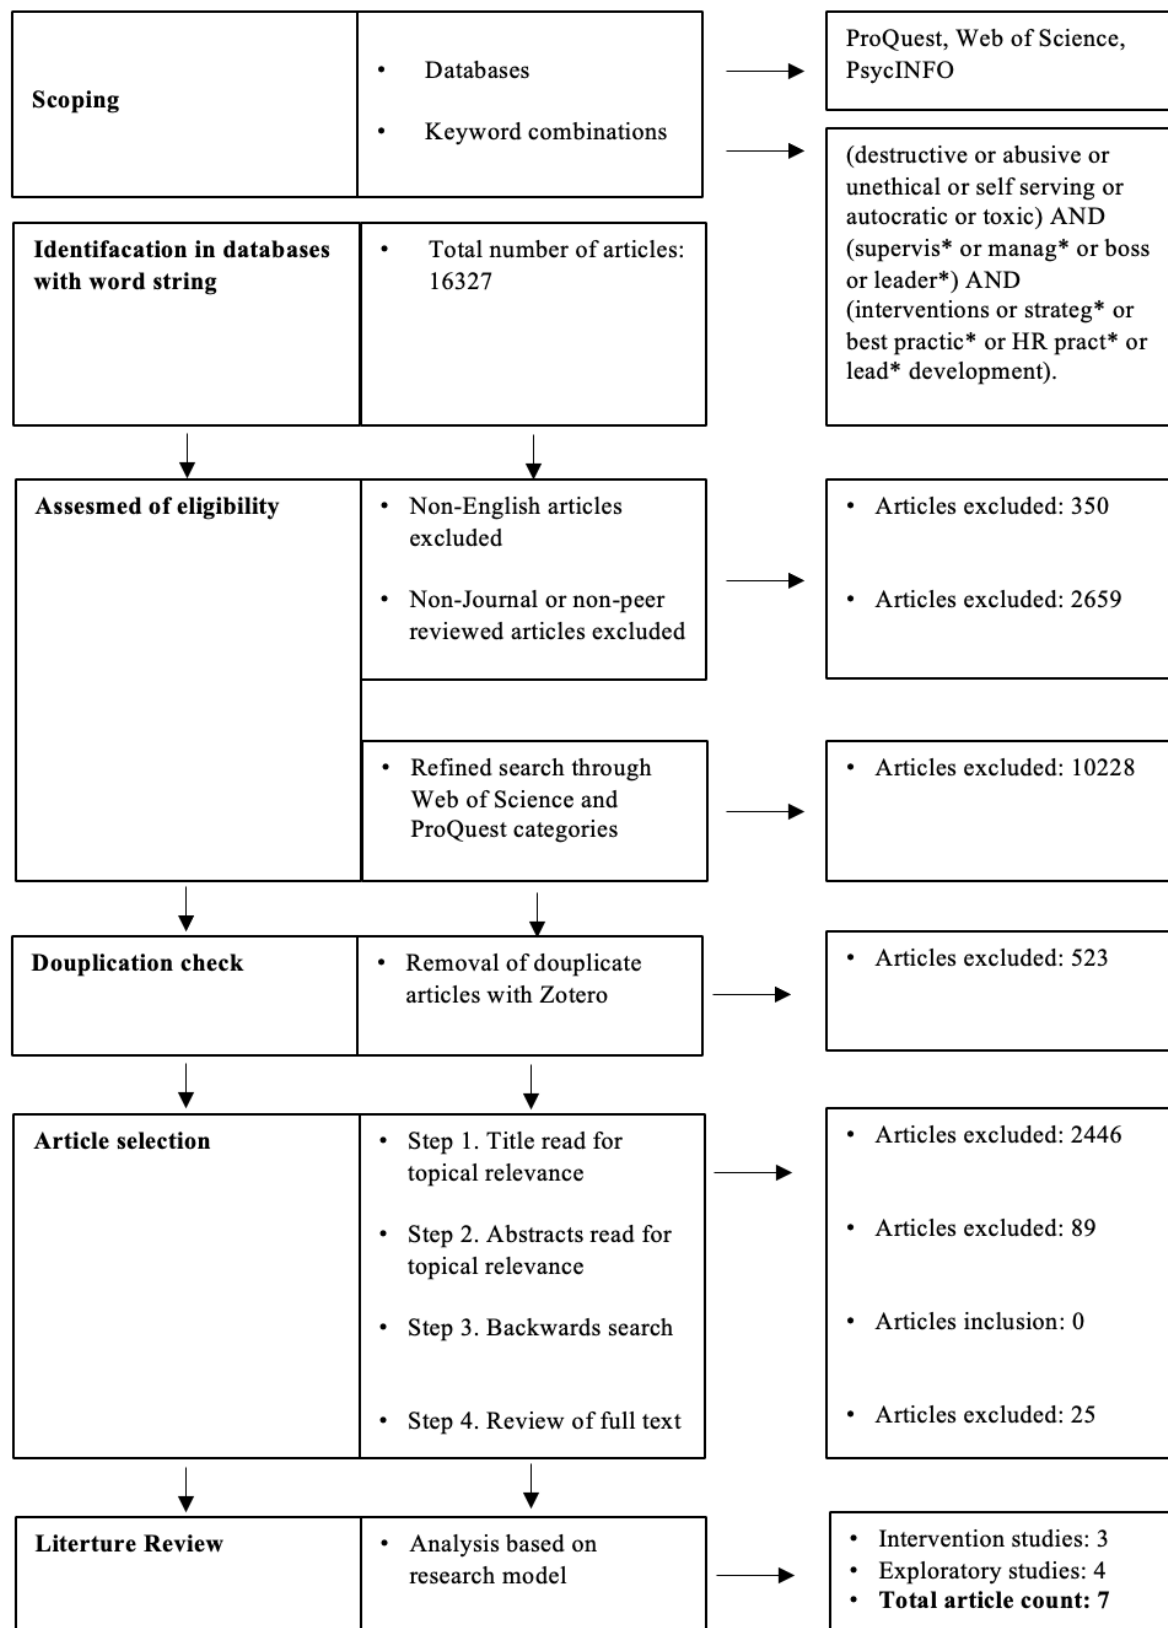 Scoping
• Databases
• Keyword combinations
ProQuest, Web of Science,
PsycINFO
(destructive or abusive or
unethical or self serving or
autocratic or toxic) AND
(supervis* or manag* or boss
or leader*) AND
(interventions or strateg* or
best practic* or HR pract* or
lead* development).
Identifacation in databases
with word string
• Total number of articles:
16327
Assesmed of eligibility
• Non-English articles
excluded
• Non-Journal or non-peer
reviewed articles excluded
• Articles excluded: 350
• Articles excluded: 2659
• Refined search through
Web of Science and
ProQuest categories
• Articles excluded: 10228
Douplication check
• Removal of douplicate
articles with Zotero
• Articles excluded: 523
Article selection
• Step 1. Title read for
topical relevance
• Step 2. Abstracts read for
topical relevance
• Step 3. Backwards search
• Step 4. Review of full text
• Articles excluded: 2446
• Articles excluded: 89
• Articles inclusion: 0
• Articles excluded: 25
Literture Review
• Analysis based on
research model
• Intervention studies: 3
• Exploratory studies: 4
• Total article count: 7